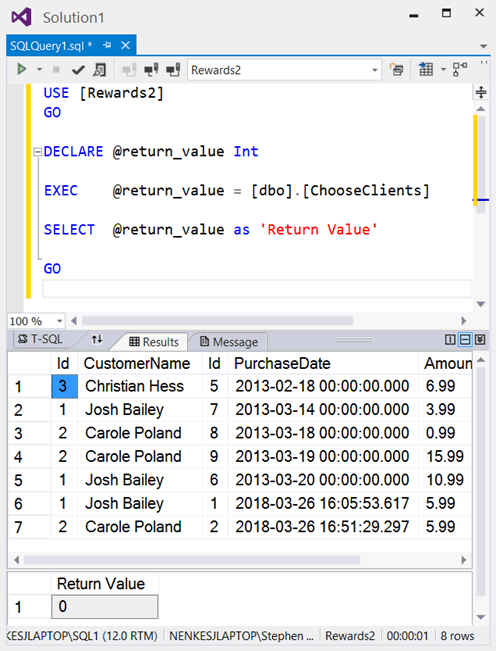 Solution1
SQLQuery1.sql *
Rewards2
USE [Rewards2]
GO
DECLARE @return_value Int
EXEC @return_value = [dbo].[ChooseClients]
SELECT @return_value as 'Return Value'
GO
100 %
T-SQL Results Message
Id CustomerName Id PurchaseDate Amoun
1 3 Christian Hess 5 2013-02-18 00:00:00.000 6.99
2 1 Josh Bailey 7 2013-03-14 00:00:00.000 3.99
3 2 Carole Poland 8 2013-03-18 00:00:00.000 0.99
4 2 Carole Poland 9 2013-03-19 00:00:00.000 15.99
5 1 Josh Bailey 6 2013-03-20 00:00:00.000 10.99
6 1 Josh Bailey 1 2018-03-26 16:05:53.617 5.99
7 2 Carole Poland 2 2018-03-26 16:51:29.297 5.99
Return Value
1 0
KESJLAPTOP\SQL1 (12.0 RTM) NENKESJLAPTOP\Stephen ... Rewards2 00:00:01 8 rows